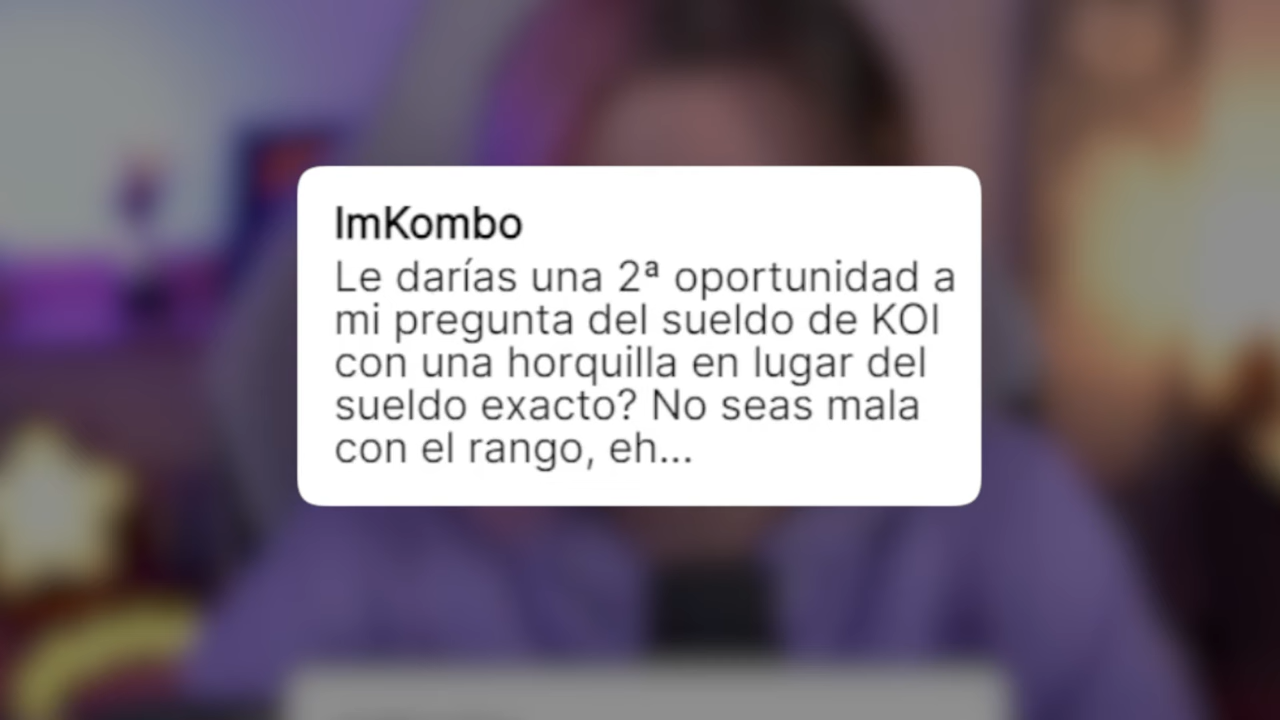 ImKombo
Le darías una 2ª oportunidad a
mi pregunta del sueldo de KOI
con una horquilla en lugar del
sueldo exacto? No seas mala
con el rango, eh...